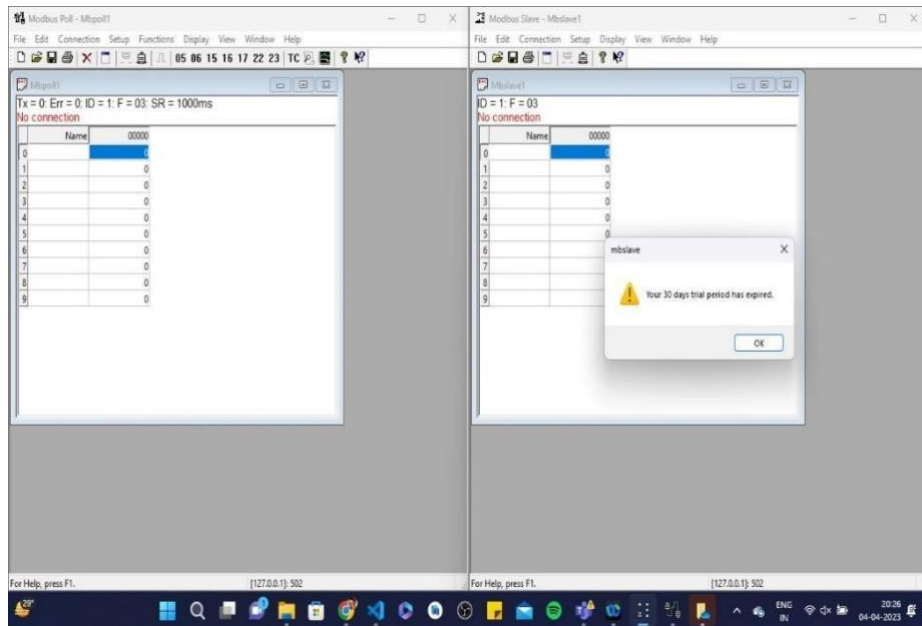 Modbus Poll - Mbpoll1
File Edit Connection Setup Functions Display View Window Help
05 06 15 16 17 22 23 TC
Mbpoll1
Tx = 0: Err = 0: ID = 1: F = 03: SR = 1000ms
No connection
Name 00000
0 0
1 0
2 0
3 0
4 0
5 0
6 0
7 0
8 0
9 0
For Help, press F1.
[127.0.0.1]: 502
Modbus Slave - Mbslave1
File Edit Connection Setup Display View Window Help
Mbslave1
ID = 1: F = 03
No connection
Name 00000
0 0
1 0
2 0
3 0
4 0
5 0
6
7
8
9
mbslave
Your 30 days trial period has expired.
OK
For Help, press F1.
[127.0.0.1]: 502
29°
ENG
IN
20:26
04-04-2023